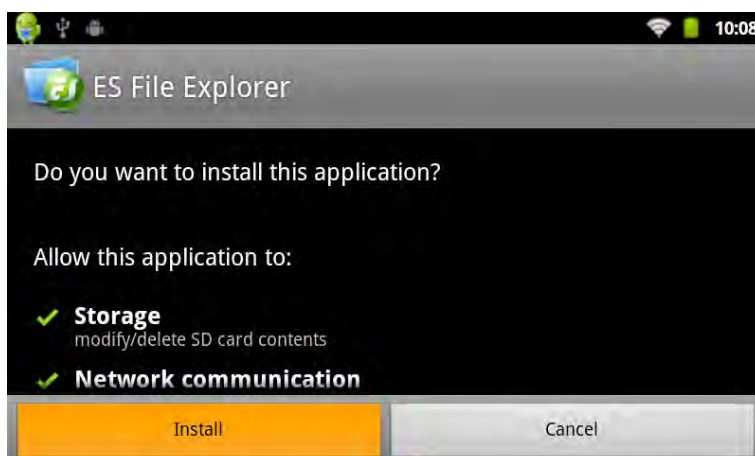 10:08
ES File Explorer
Do you want to install this application?
Allow this application to:
Storage
modify/delete SD card contents
Network communication
Install
Cancel